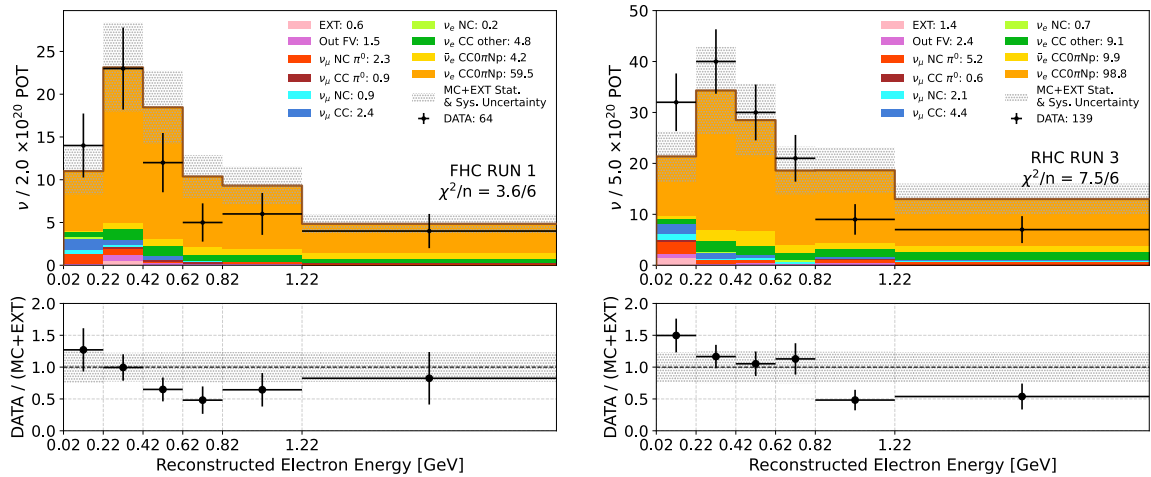 EXT: 0.6
Out FV: 1.5
νμ NC π⁰: 2.3
νμ CC π⁰: 0.9
νμ NC: 0.9
νμ CC: 2.4
νe NC: 0.2
νe CC other: 4.8
ν̄e CC0πNp: 4.2
νe CC0πNp: 59.5
MC+EXT Stat.
& Sys. Uncertainty
DATA: 64
FHC RUN 1
χ²/n = 3.6/6
ν / 2.0 ×10²⁰ POT
25
20
15
10
5
0
0.02 0.22 0.42 0.62 0.82 1.22
DATA / (MC+EXT)
2.0
1.5
1.0
0.5
0.0
0.02 0.22 0.42 0.62 0.82 1.22
Reconstructed Electron Energy [GeV]
EXT: 1.4
Out FV: 2.4
νμ NC π⁰: 5.2
νμ CC π⁰: 0.6
νμ NC: 2.1
νμ CC: 4.4
νe NC: 0.7
νe CC other: 9.1
ν̄e CC0πNp: 9.9
νe CC0πNp: 98.8
MC+EXT Stat.
& Sys. Uncertainty
DATA: 139
RHC RUN 3
χ²/n = 7.5/6
ν / 5.0 ×10²⁰ POT
50
40
30
20
10
0
0.02 0.22 0.42 0.62 0.82 1.22
DATA / (MC+EXT)
2.0
1.5
1.0
0.5
0.0
0.02 0.22 0.42 0.62 0.82 1.22
Reconstructed Electron Energy [GeV]